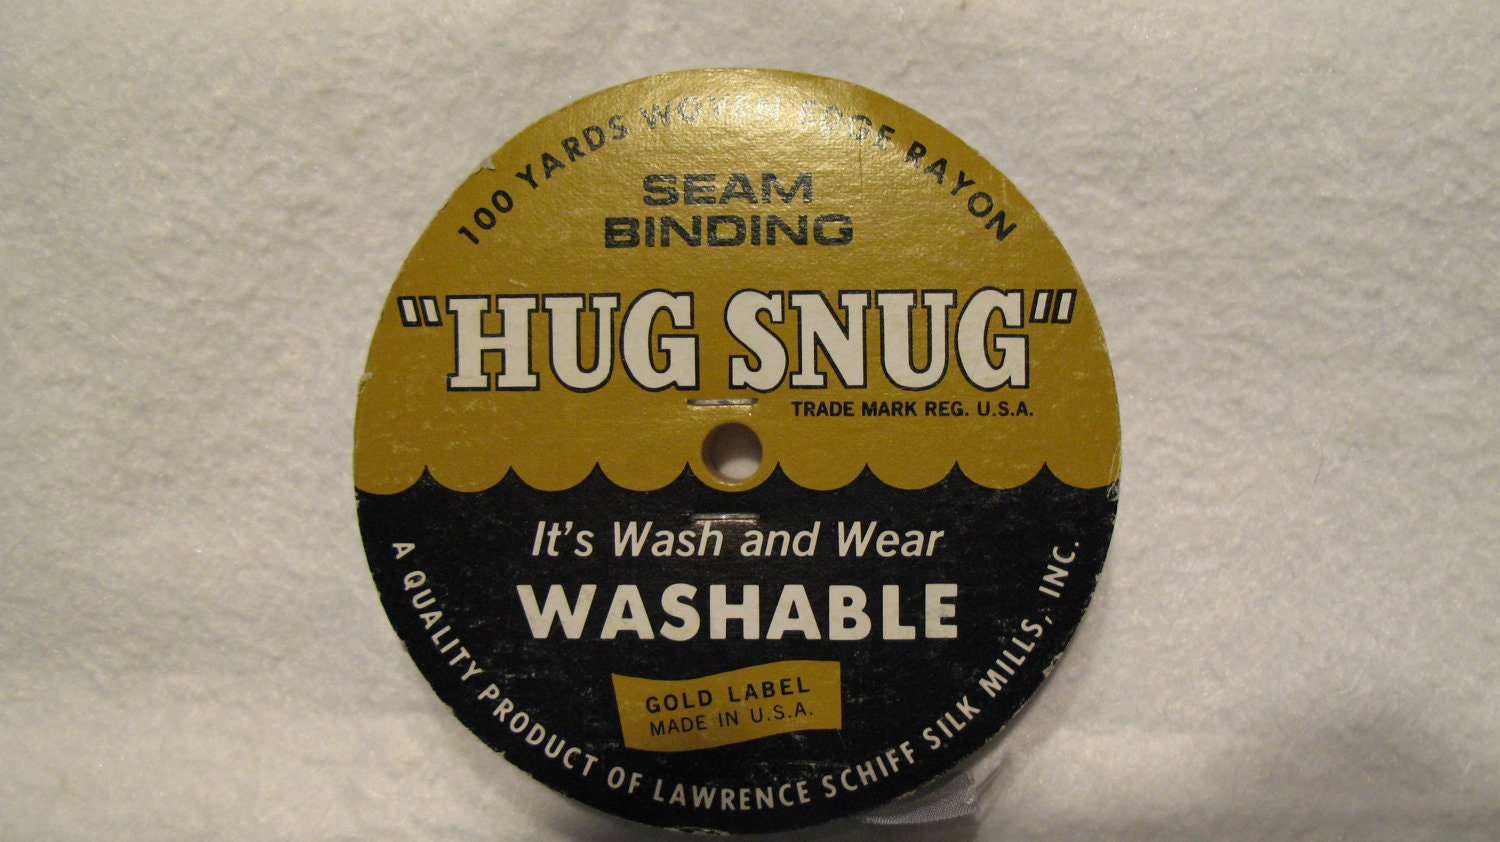 100 YARDS WOVEN EDGE RAYON
SEAM
BINDING
"HUG SNUG"
TRADE MARK REG. U.S.A.
It's Wash and Wear
WASHABLE
GOLD LABEL
MADE IN U.S.A.
A QUALITY PRODUCT OF LAWRENCE SCHIFF SILK MILLS, INC.